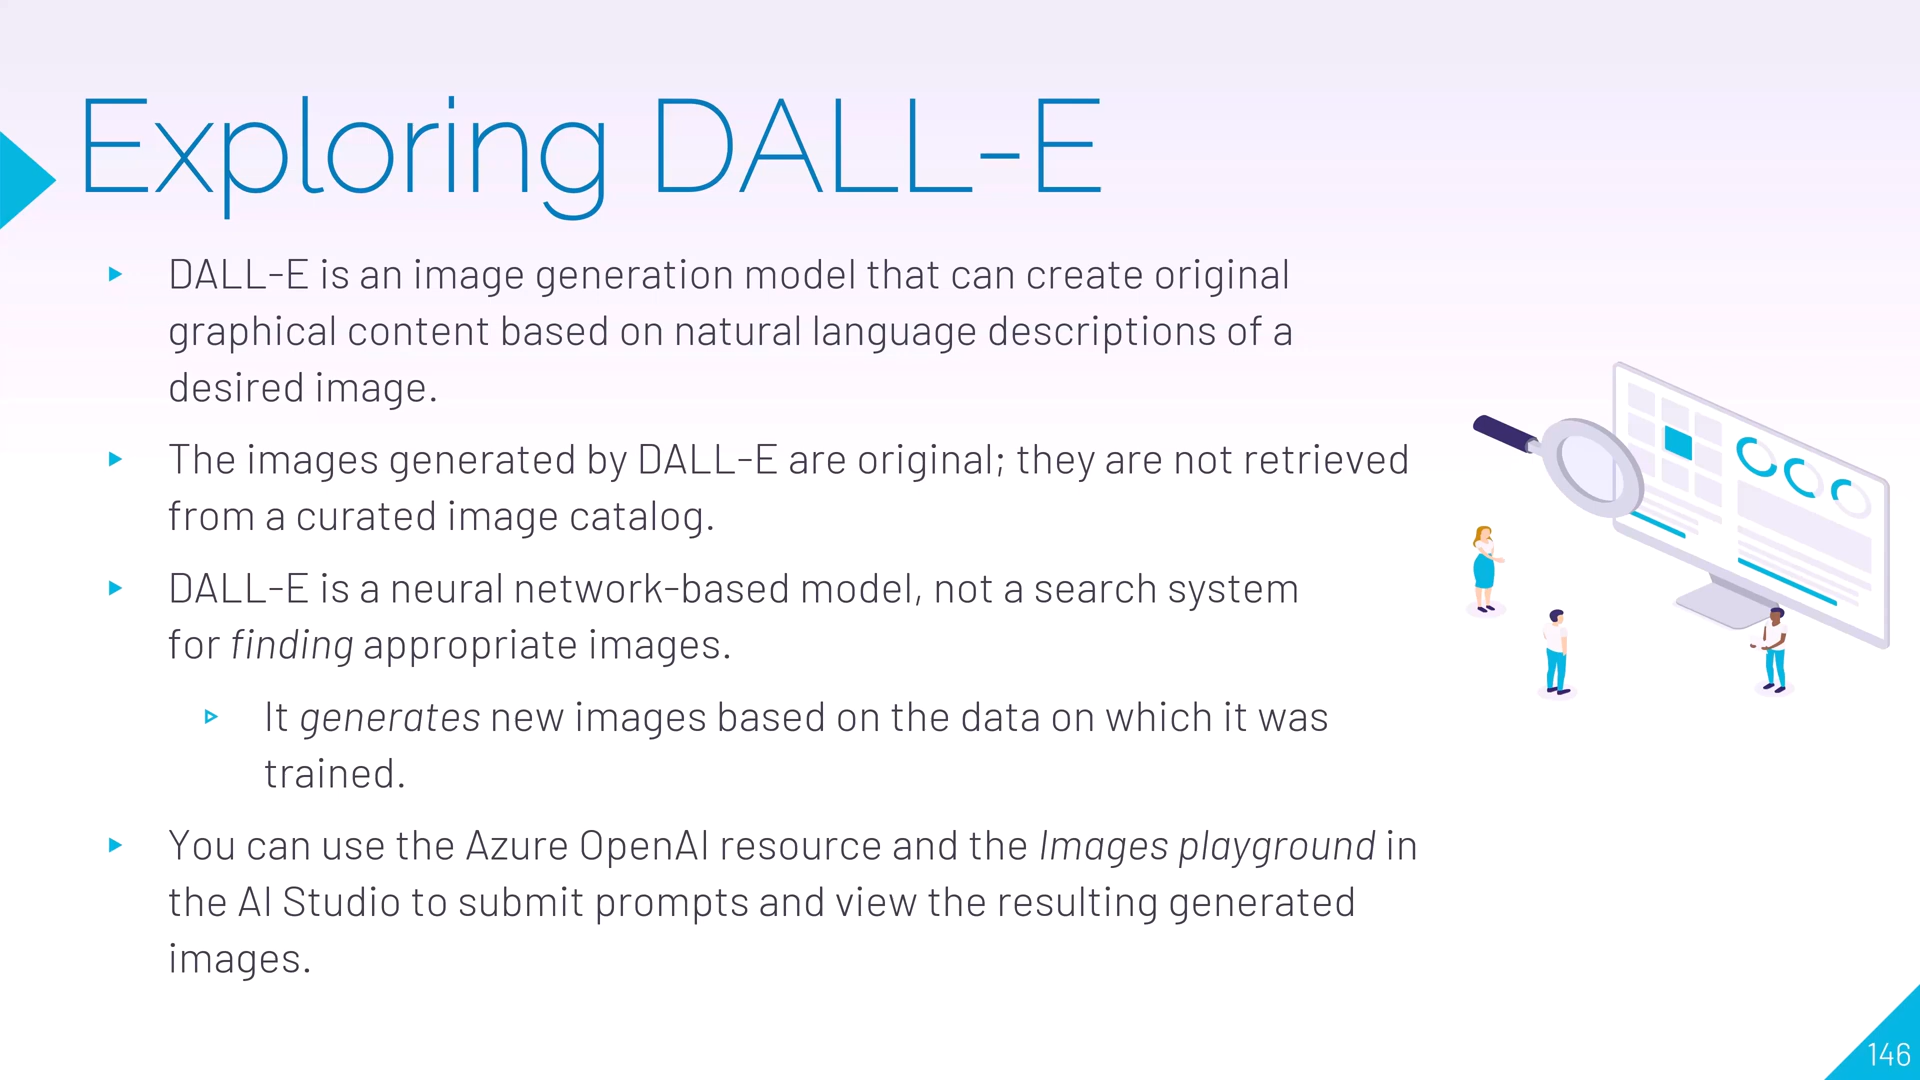 Exploring DALL-E
DALL-E is an image generation model that can create original
graphical content based on natural language descriptions of a
desired image.
The images generated by DALL-E are original; they are not retrieved
from a curated image catalog.
DALL-E is a neural network-based model, not a search system
for finding appropriate images.
It generates new images based on the data on which it was
trained.
You can use the Azure OpenAI resource and the Images playground in
the AI Studio to submit prompts and view the resulting generated
images.
146